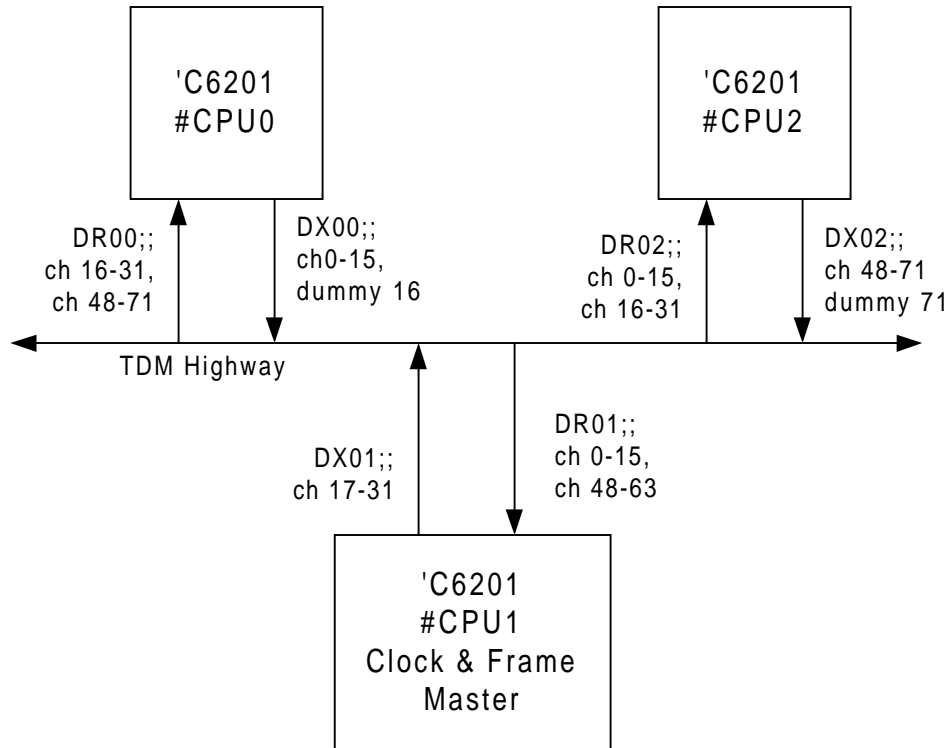 'C6201
#CPU0
'C6201
#CPU2
DR00;;
ch 16-31,
ch 48-71
DX00;;
ch0-15,
dummy 16
DR02;;
ch 0-15,
ch 16-31
DX02;;
ch 48-71
dummy 71
TDM Highway
DX01;;
ch 17-31
DR01;;
ch 0-15,
ch 48-63
'C6201
#CPU1
Clock & Frame
Master